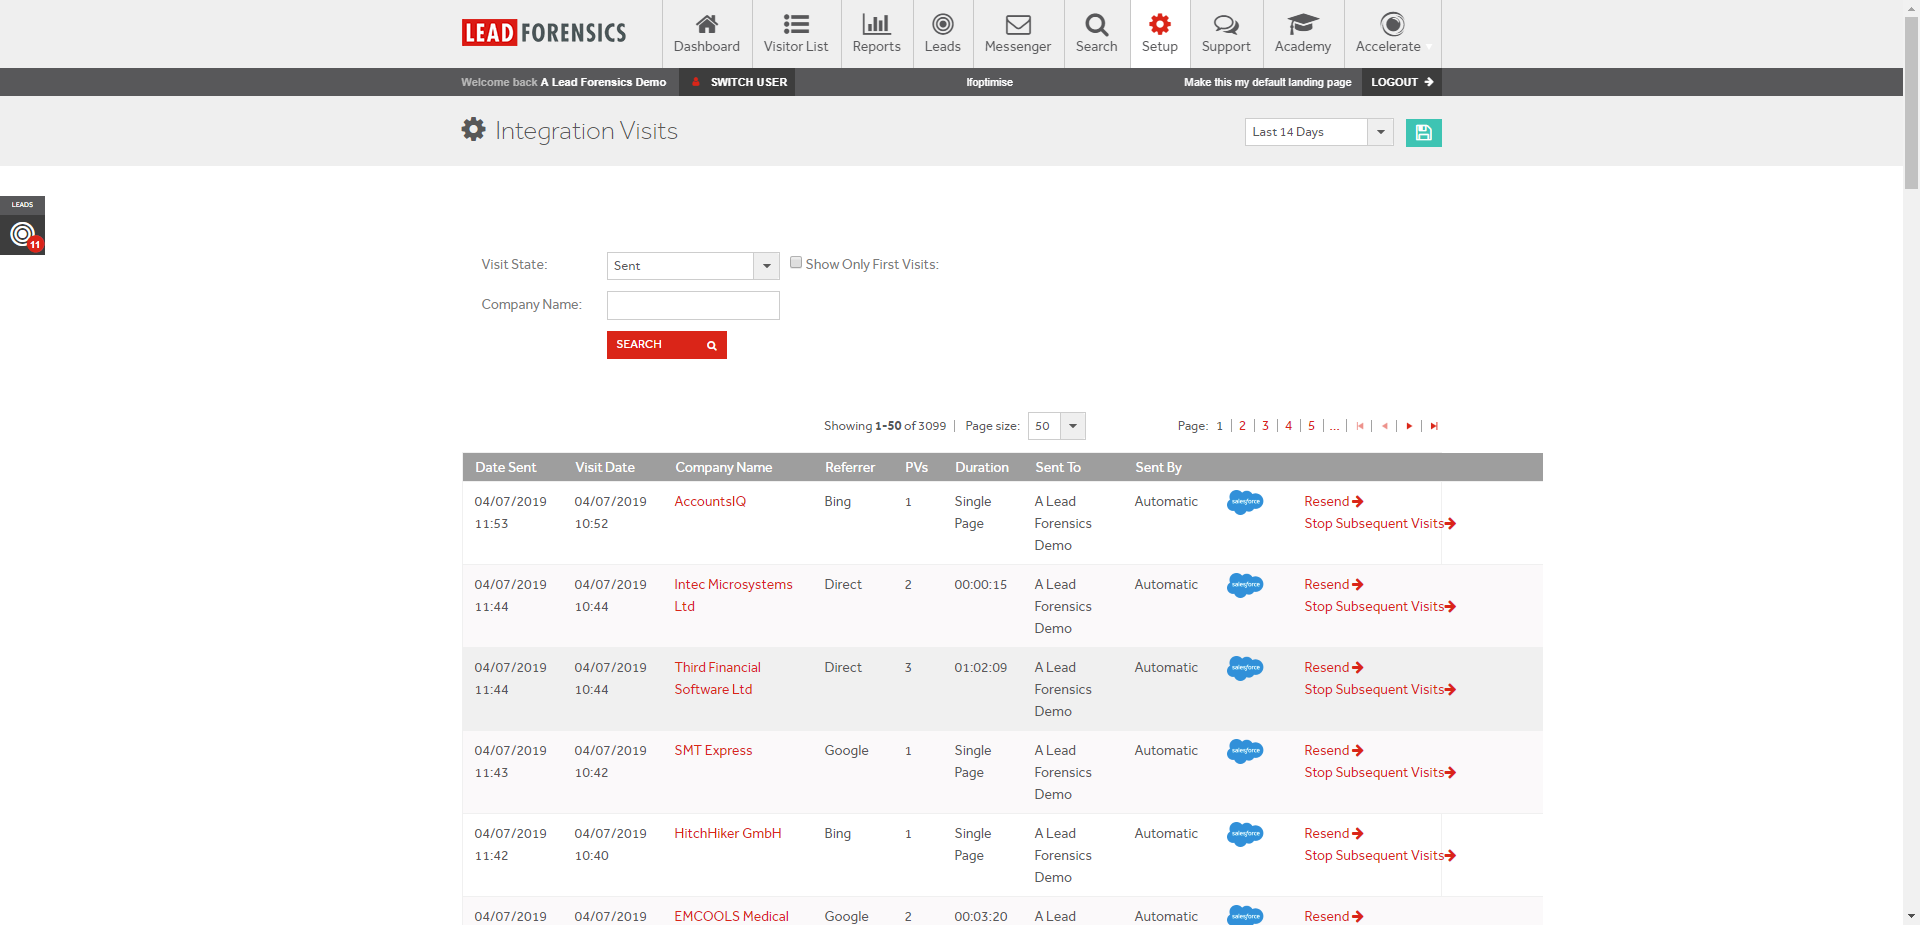 LEAD FORENSICS
Dashboard Visitor List Reports Leads Messenger Search Setup Support Academy Accelerate
Welcome back A Lead Forensics Demo SWITCH USER lfoptimise Make this my default landing page LOGOUT
Integration Visits Last 14 Days
LEADS
11
Visit State: Sent Show Only First Visits:
Company Name:
SEARCH
Showing 1-50 of 3099 | Page size: 50 Page: 1 | 2 | 3 | 4 | 5 | ... |
Date Sent Visit Date Company Name Referrer PVs Duration Sent To Sent By
04/07/2019 04/07/2019 AccountsIQ Bing 1 Single A Lead Automatic salesforce Resend
11:53 10:52 Page Forensics Stop Subsequent Visits
Demo
04/07/2019 04/07/2019 Intec Microsystems Direct 2 00:00:15 A Lead Automatic salesforce Resend
11:44 10:44 Ltd Forensics Stop Subsequent Visits
Demo
04/07/2019 04/07/2019 Third Financial Direct 3 01:02:09 A Lead Automatic salesforce Resend
11:44 10:44 Software Ltd Forensics Stop Subsequent Visits
Demo
04/07/2019 04/07/2019 SMT Express Google 1 Single A Lead Automatic salesforce Resend
11:43 10:42 Page Forensics Stop Subsequent Visits
Demo
04/07/2019 04/07/2019 HitchHiker GmbH Bing 1 Single A Lead Automatic salesforce Resend
11:42 10:40 Page Forensics Stop Subsequent Visits
Demo
04/07/2019 04/07/2019 EMCOOLS Medical Google 2 00:03:20 A Lead Automatic salesforce Resend